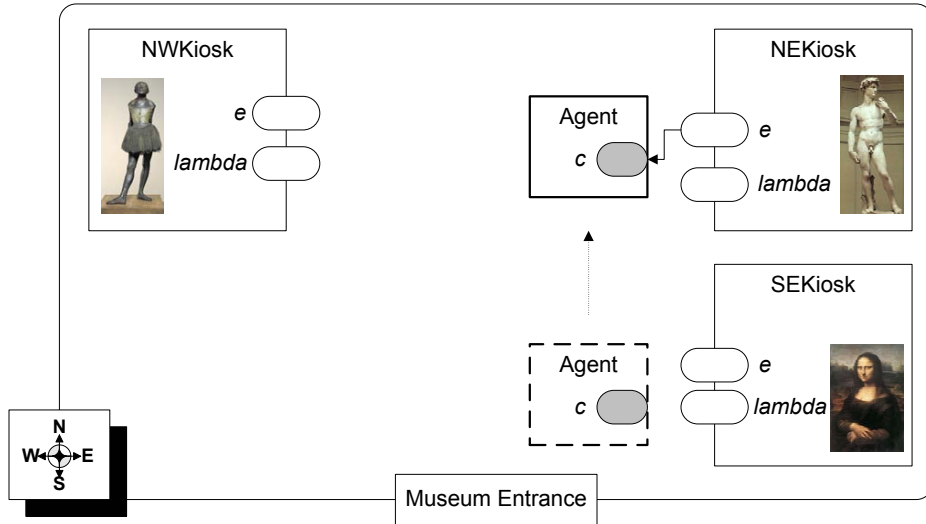 NWKiosk
e
lambda
Agent
c
NEKiosk
e
lambda
SEKiosk
Agent
c
e
lambda
N
W E
S
Museum Entrance